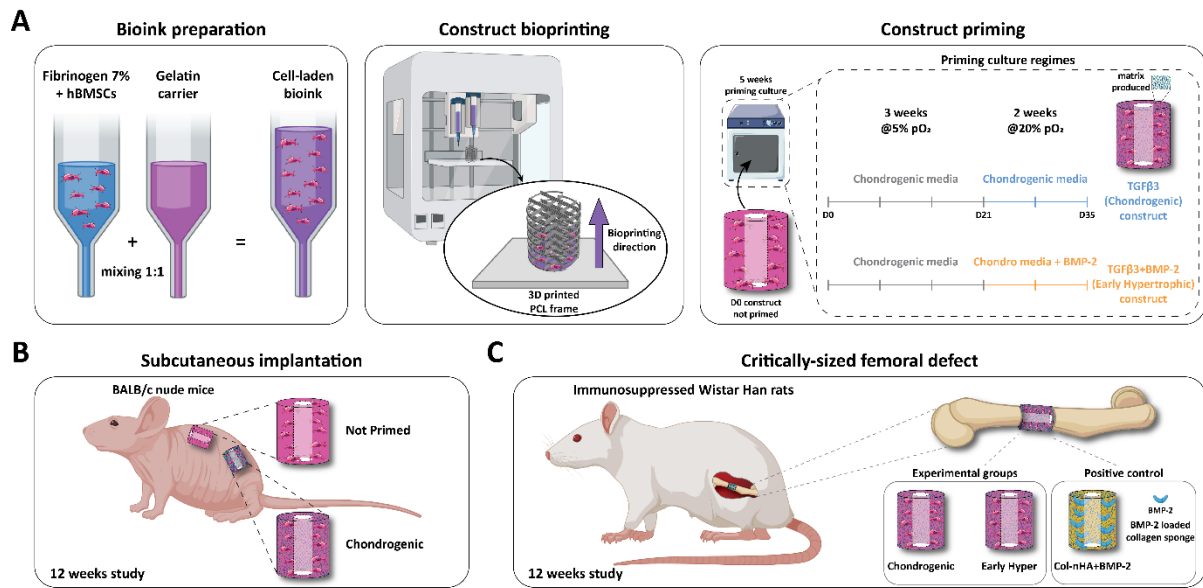 A
Bioink preparation
Fibrinogen 7%
+ hBMSCs
Gelatin
carrier
Cell-laden
bioink
+
=
mixing 1:1
Construct bioprinting
Bioprinting
direction
3D printed
PCL frame
Construct priming
5 weeks
priming culture
D0 construct
not primed
Priming culture regimes
matrix
produced
3 weeks
@5% pO₂
2 weeks
@20% pO₂
Chondrogenic media
Chondrogenic media
D0
D21
D35
TGFβ3
(Chondrogenic)
construct
Chondrogenic media
Chondro media + BMP-2
TGFβ3+BMP-2
(Early Hypertrophic)
construct
B
Subcutaneous implantation
BALB/c nude mice
Not Primed
Chondrogenic
12 weeks study
C
Critically-sized femoral defect
Immunosuppressed Wistar Han rats
12 weeks study
Experimental groups
Chondrogenic
Early Hyper
Positive control
BMP-2
BMP-2 loaded
collagen sponge
Col-nHA+BMP-2